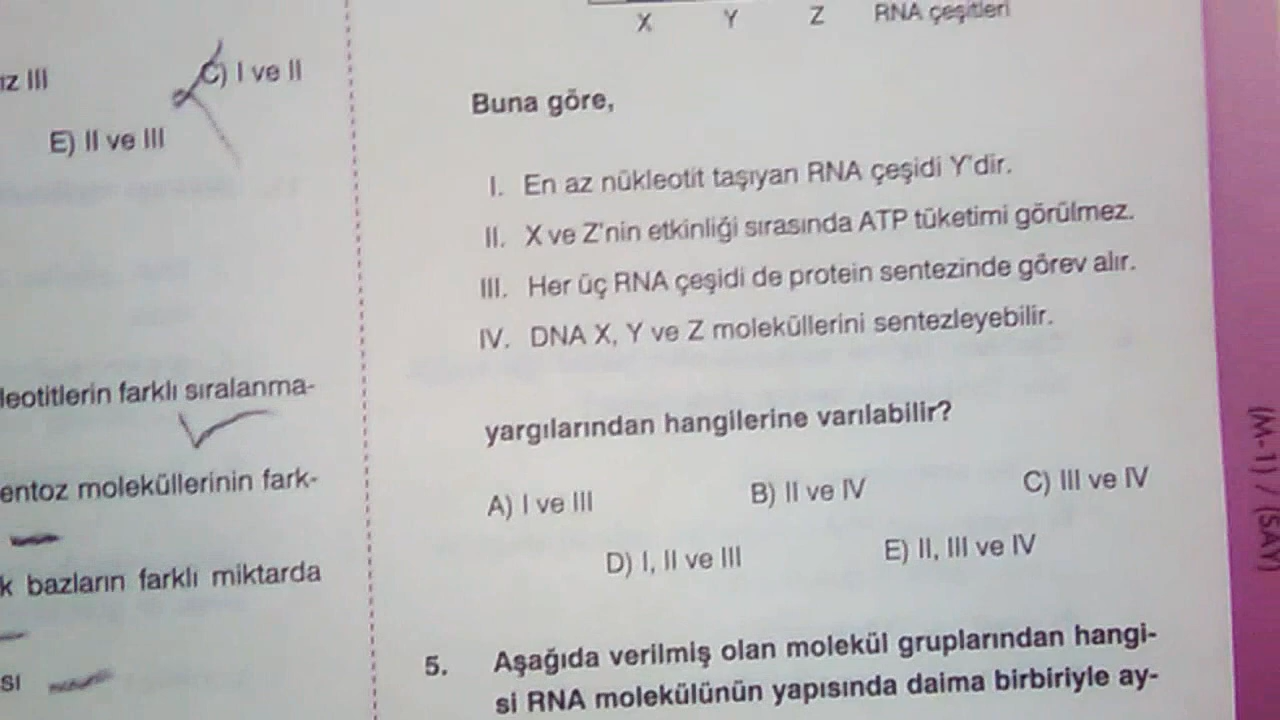 ız III
C) I ve II
E) II ve III
leotitlerin farklı sıralanma-
entoz moleküllerinin fark-
k bazların farklı miktarda
sı
X Y Z RNA çeşitleri
Buna göre,
I. En az nükleotit taşıyan RNA çeşidi Y'dir.
II. X ve Z'nin etkinliği sırasında ATP tüketimi görülmez.
III. Her üç RNA çeşidi de protein sentezinde görev alır.
IV. DNA X, Y ve Z moleküllerini sentezleyebilir.
yargılarından hangilerine varılabilir?
A) I ve III B) II ve IV C) III ve IV
D) I, II ve III E) II, III ve IV
5. Aşağıda verilmiş olan molekül gruplarından hangi-
si RNA molekülünün yapısında daima birbiriyle ay-
(M-1) / (SAY)